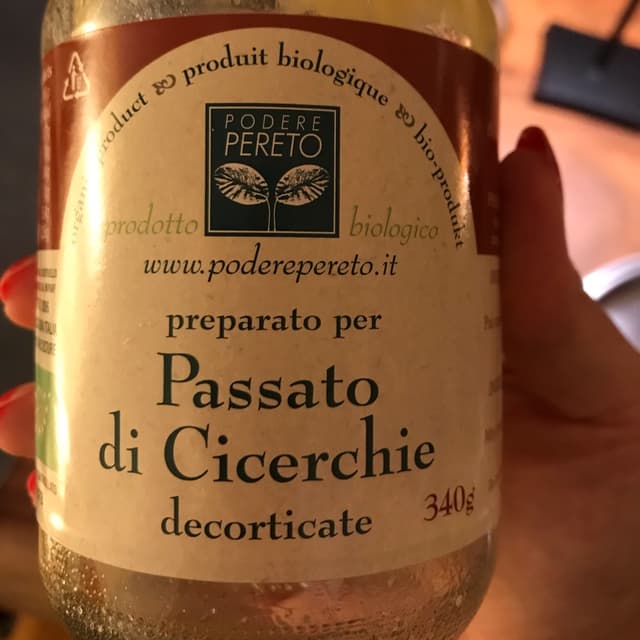 product produit biologique bio-produkt
PODERE
PERETO
prodotto biologico
www.poderepereto.it
preparato per
Passato
di Cicerchie
decorticate
340g